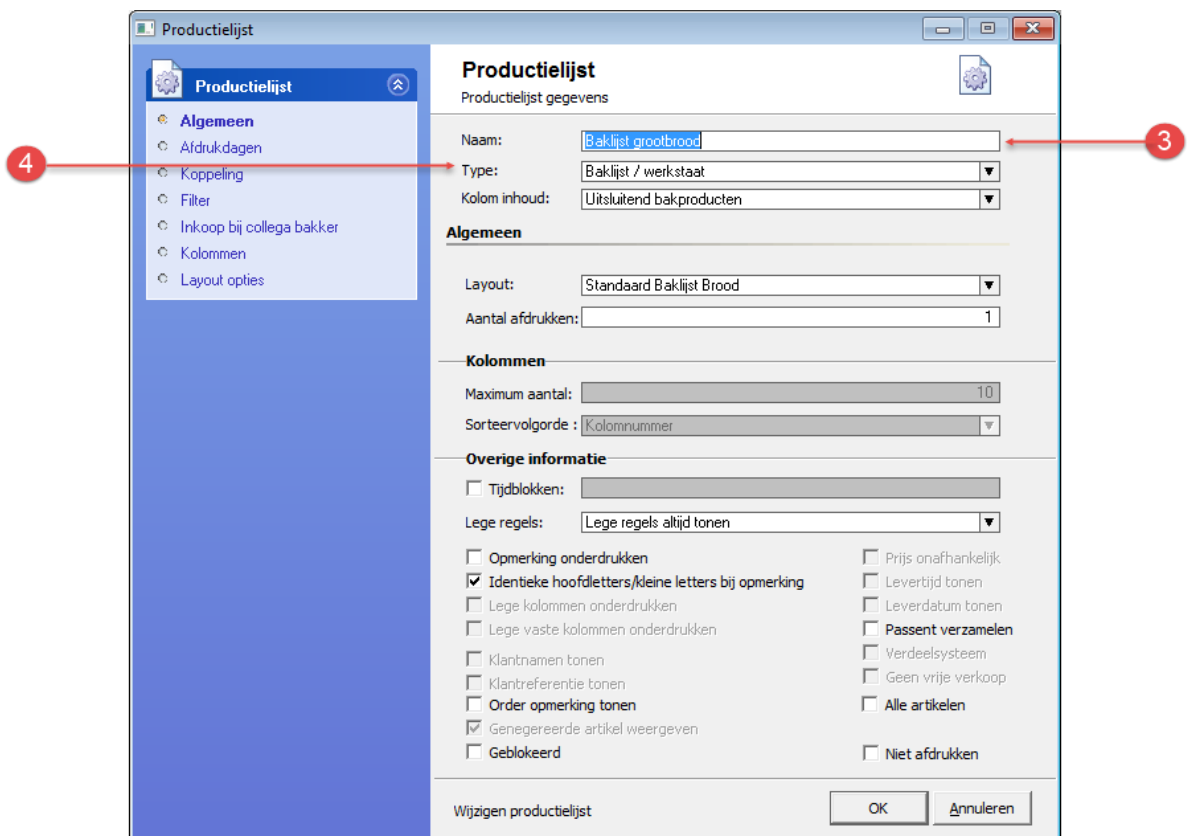 Productielijst
Productielijst
Algemeen
Afdrukdagen
Koppeling
Filter
Inkoop bij collega bakker
Kolommen
Layout opties
Productielijst
Productielijst gegevens
Naam: Baklijst grootbrood
3
4
Type: Baklijst / werkstaat
Kolom inhoud: Uitsluitend bakproducten
Algemeen
Layout: Standaard Baklijst Brood
Aantal afdrukken: 1
Kolommen
Maximum aantal: 10
Sorteervolgorde : Kolomnummer
Overige informatie
Tijdblokken:
Lege regels: Lege regels altijd tonen
Opmerking onderdrukken Prijs onafhankelijk
Identieke hoofdletters/kleine letters bij opmerking Levertijd tonen
Lege kolommen onderdrukken Leverdatum tonen
Lege vaste kolommen onderdrukken Passent verzamelen
Klantnamen tonen Verdeelsysteem
Klantreferentie tonen Geen vrije verkoop
Order opmerking tonen Alle artikelen
Genegereerde artikel weergeven
Geblokeerd Niet afdrukken
Wijzigen productielijst OK Annuleren